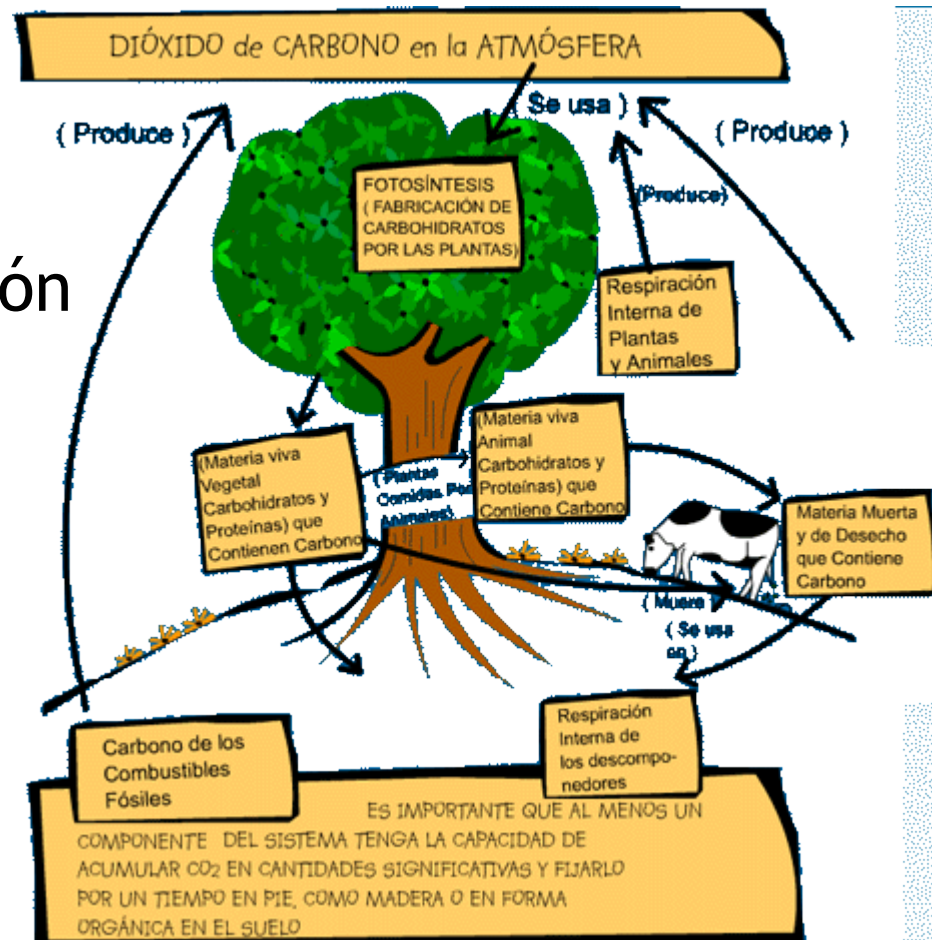 DIÓXIDO de CARBONO en la ATMÓSFERA
( Produce )
( Se usa )
( Produce )
(Produce)
ón
FOTOSÍNTESIS
( FABRICACIÓN DE
CARBOHIDRATOS
POR LAS PLANTAS)
Respiración
Interna de
Plantas
y Animales
(Materia viva
Vegetal
Carbohidratos y
Proteínas) que
Contienen Carbono
( Plantas
Comidas Por
Animales)
(Materia viva
Animal
Carbohidratos y
Proteínas) que
Contiene Carbono
Materia Muerta
y de Desecho
que Contiene
Carbono
( Muere
( Se usa
en )
Carbono de los
Combustibles
Fósiles
Respiración
Interna de
los descompo-
nedores
ES IMPORTANTE QUE AL MENOS UN
COMPONENTE DEL SISTEMA TENGA LA CAPACIDAD DE
ACUMULAR CO2 EN CANTIDADES SIGNIFICATIVAS Y FIJARLO
POR UN TIEMPO EN PIE, COMO MADERA O EN FORMA
ORGÁNICA EN EL SUELO